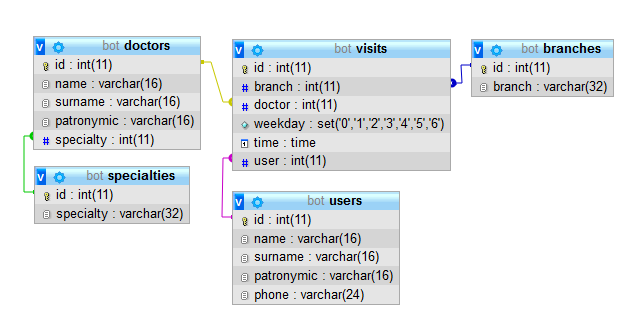 bot doctors
id : int(11)
name : varchar(16)
surname : varchar(16)
patronymic : varchar(16)
specialty : int(11)
bot specialties
id : int(11)
specialty : varchar(32)
bot visits
id : int(11)
branch : int(11)
doctor : int(11)
weekday : set('0','1','2','3','4','5','6')
time : time
user : int(11)
bot users
id : int(11)
name : varchar(16)
surname : varchar(16)
patronymic : varchar(16)
phone : varchar(24)
bot branches
id : int(11)
branch : varchar(32)